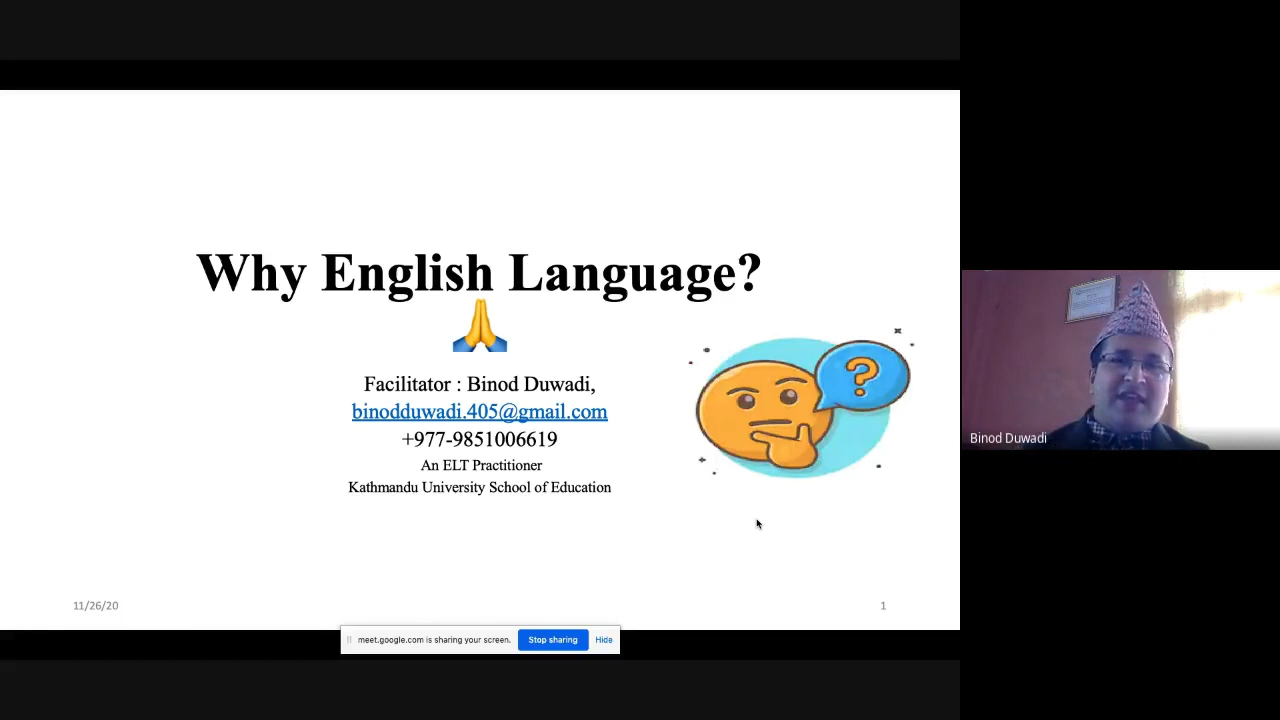 Why English Language?
Facilitator : Binod Duwadi,
binodduwadi.405@gmail.com
+977-9851006619
An ELT Practitioner
Kathmandu University School of Education
?
Binod Duwadi
11/26/20
1
meet.google.com is sharing your screen.
Stop sharing
Hide